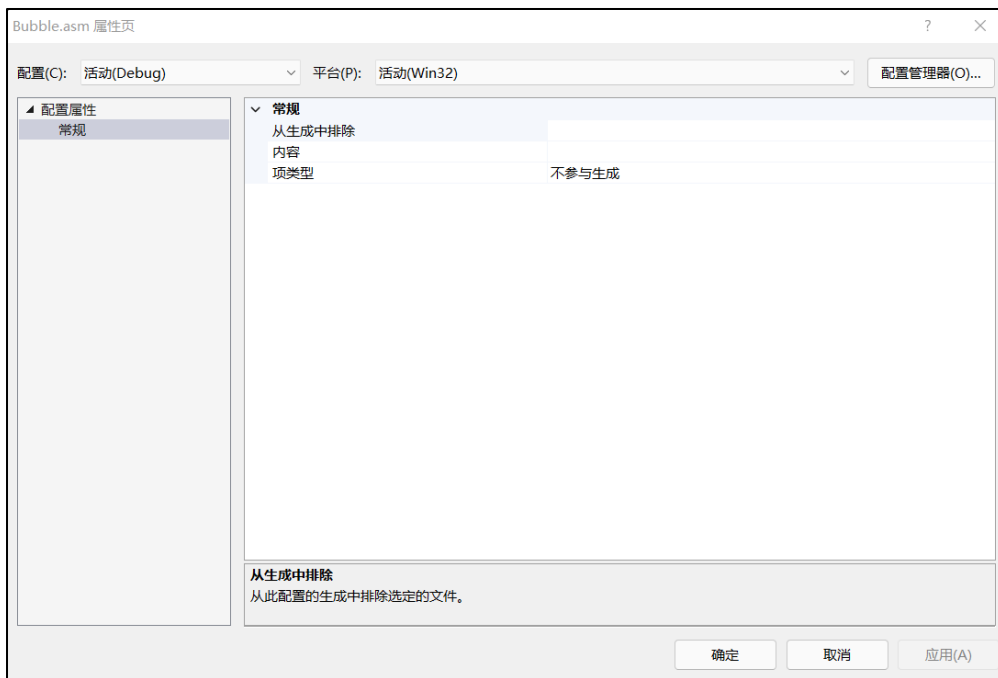 Bubble.asm 属性页
?
配置(C): 活动(Debug) 平台(P): 活动(Win32) 配置管理器(O)...
配置属性
常规
常规
从生成中排除
内容
项类型 不参与生成
从生成中排除
从此配置的生成中排除选定的文件。
确定 取消 应用(A)